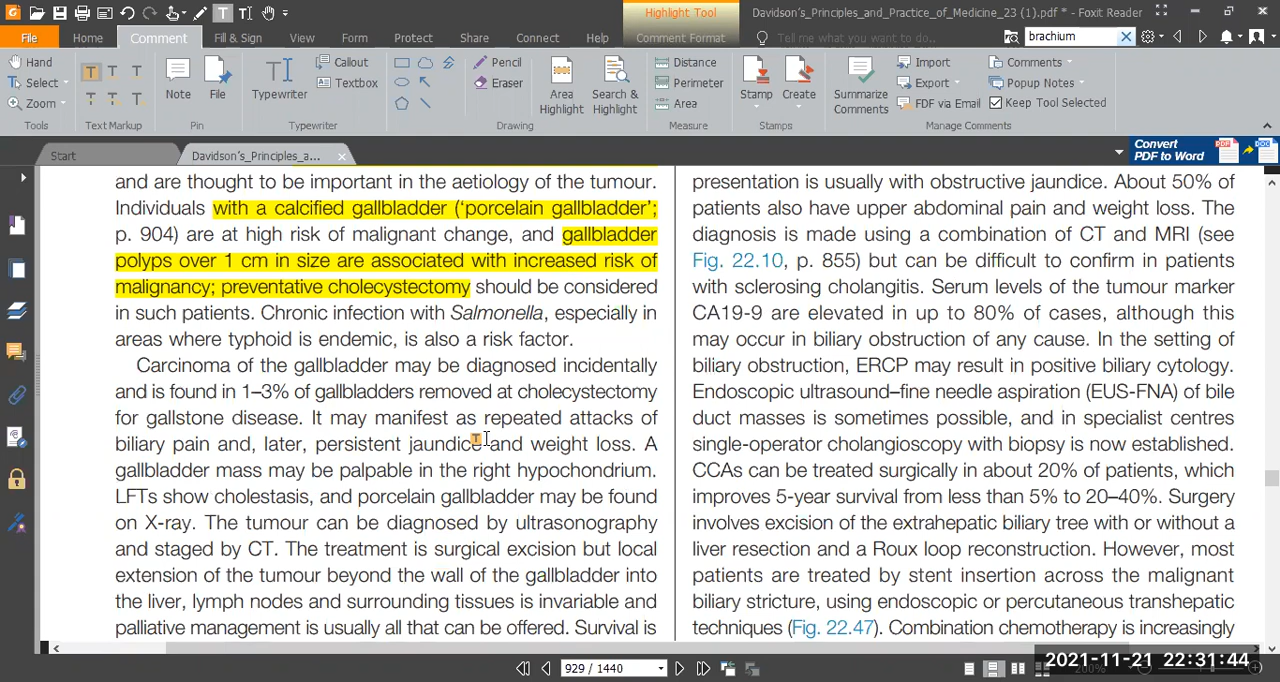 Highlight Tool
Davidson's_Principles_and_Practice_of_Medicine_23 (1).pdf * - Foxit Reader
File
Home
Comment
Fill & Sign
View
Form
Protect
Share
Connect
Help
Comment Format
Tell me what you want to do..
brachium
Hand
Select
Zoom
Tools
Text Markup
Note
File
Pin
Typewriter
Callout
Textbox
Typewriter
Pencil
Eraser
Area Highlight
Search & Highlight
Drawing
Distance
Perimeter
Area
Measure
Stamp
Create
Stamps
Summarize Comments
Import
Export
FDF via Email
Comments
Popup Notes
Keep Tool Selected
Manage Comments
Start
Davidson's_Principles_a...
Convert
PDF to Word
and are thought to be important in the aetiology of the tumour.
Individuals with a calcified gallbladder (‘porcelain gallbladder’;
p. 904) are at high risk of malignant change, and gallbladder
polyps over 1 cm in size are associated with increased risk of
malignancy; preventative cholecystectomy should be considered
in such patients. Chronic infection with Salmonella, especially in
areas where typhoid is endemic, is also a risk factor.
Carcinoma of the gallbladder may be diagnosed incidentally
and is found in 1–3% of gallbladders removed at cholecystectomy
for gallstone disease. It may manifest as repeated attacks of
biliary pain and, later, persistent jaundice and weight loss. A
gallbladder mass may be palpable in the right hypochondrium.
LFTs show cholestasis, and porcelain gallbladder may be found
on X-ray. The tumour can be diagnosed by ultrasonography
and staged by CT. The treatment is surgical excision but local
extension of the tumour beyond the wall of the gallbladder into
the liver, lymph nodes and surrounding tissues is invariable and
palliative management is usually all that can be offered. Survival is
presentation is usually with obstructive jaundice. About 50% of
patients also have upper abdominal pain and weight loss. The
diagnosis is made using a combination of CT and MRI (see
Fig. 22.10, p. 855) but can be difficult to confirm in patients
with sclerosing cholangitis. Serum levels of the tumour marker
CA19-9 are elevated in up to 80% of cases, although this
may occur in biliary obstruction of any cause. In the setting of
biliary obstruction, ERCP may result in positive biliary cytology.
Endoscopic ultrasound–fine needle aspiration (EUS-FNA) of bile
duct masses is sometimes possible, and in specialist centres
single-operator cholangioscopy with biopsy is now established.
CCAs can be treated surgically in about 20% of patients, which
improves 5-year survival from less than 5% to 20–40%. Surgery
involves excision of the extrahepatic biliary tree with or without a
liver resection and a Roux loop reconstruction. However, most
patients are treated by stent insertion across the malignant
biliary stricture, using endoscopic or percutaneous transhepatic
techniques (Fig. 22.47). Combination chemotherapy is increasingly
929 / 1440
2021-11-21 22:31:44
200%